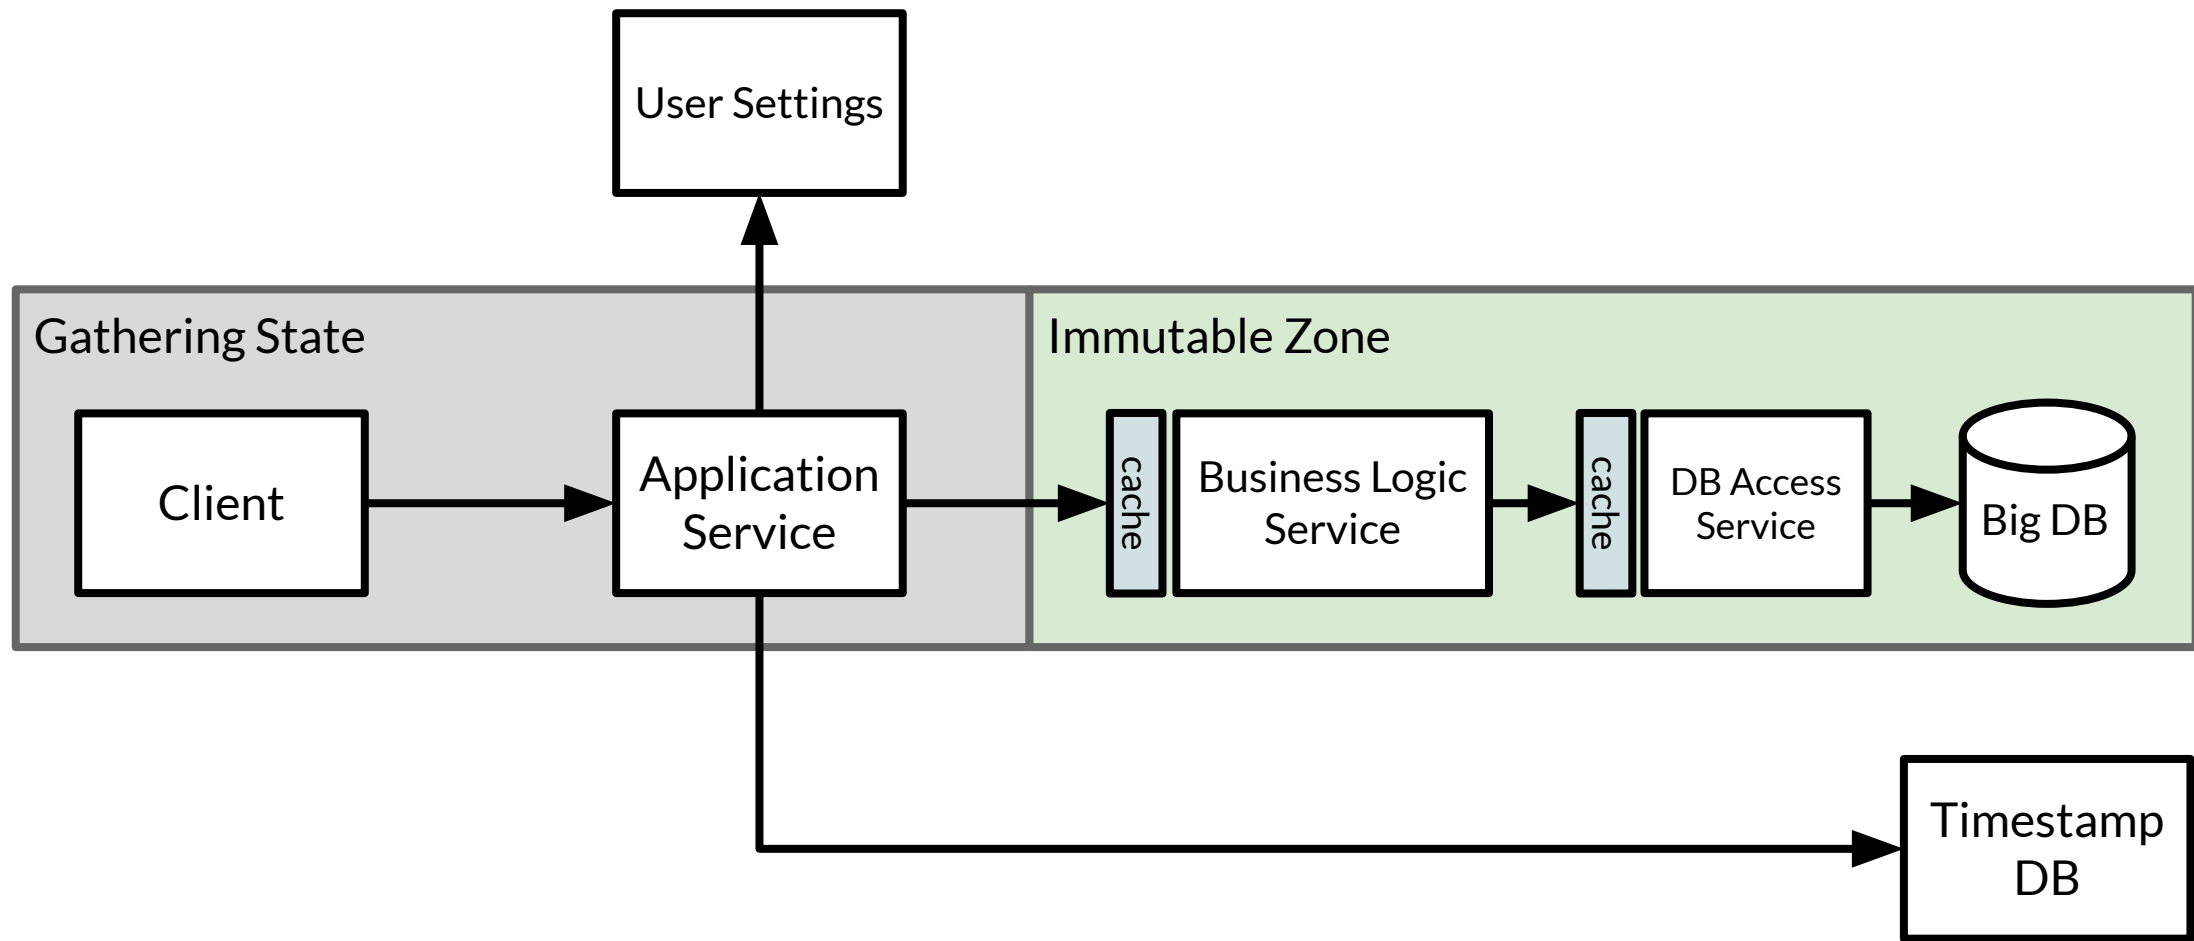 User Settings
Gathering State
Immutable Zone
Client
Application
Service
cache
Business Logic
Service
cache
DB Access
Service
Big DB
Timestamp
DB